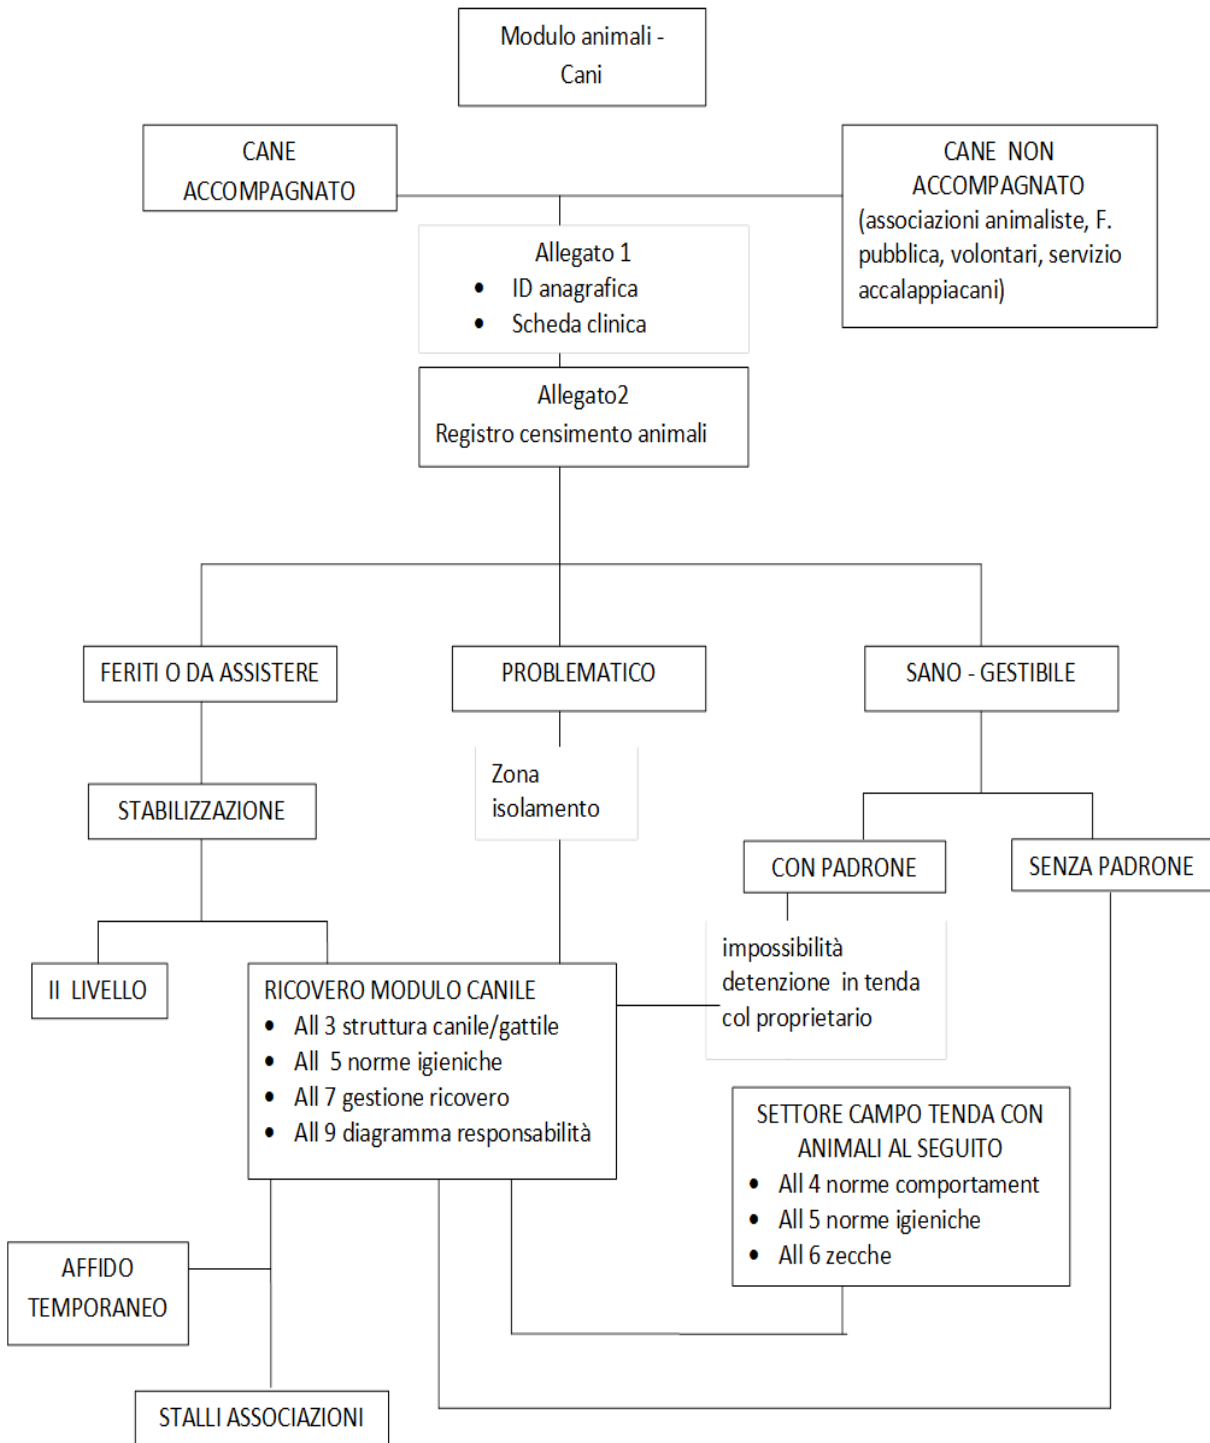 Modulo animali -
Cani
CANE
ACCOMPAGNATO
CANE NON
ACCOMPAGNATO
(associazioni animaliste, F.
pubblica, volontari, servizio
accalappiacani)
Allegato 1
• ID anagrafica
• Scheda clinica
Allegato2
Registro censimento animali
FERITI O DA ASSISTERE
PROBLEMATICO
SANO - GESTIBILE
Zona
isolamento
STABILIZZAZIONE
CON PADRONE
SENZA PADRONE
impossibilità
detenzione in tenda
col proprietario
II LIVELLO
RICOVERO MODULO CANILE
• All 3 struttura canile/gattile
• All 5 norme igieniche
• All 7 gestione ricovero
• All 9 diagramma responsabilità
SETTORE CAMPO TENDA CON
ANIMALI AL SEGUITO
• All 4 norme comportament
• All 5 norme igieniche
• All 6 zecche
AFFIDO
TEMPORANEO
STALLI ASSOCIAZIONI